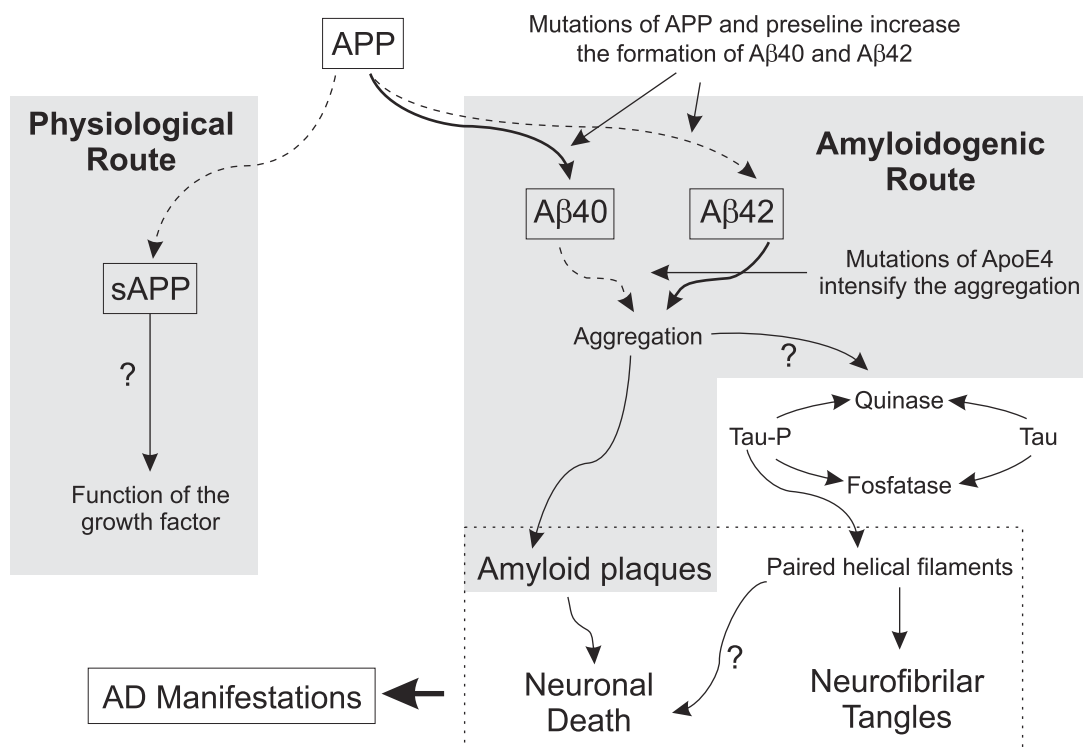 APP
Mutations of APP and preseline increase
the formation of Aβ40 and Aβ42
Physiological
Route
Amyloidogenic
Route
Aβ40
Aβ42
sAPP
Mutations of ApoE4
intensify the aggregation
Aggregation
?
?
Quinase
Tau-P
Tau
Fosfatase
Function of the
growth factor
Amyloid plaques
Paired helical filaments
?
AD Manifestations
Neuronal
Death
Neurofibrilar
Tangles